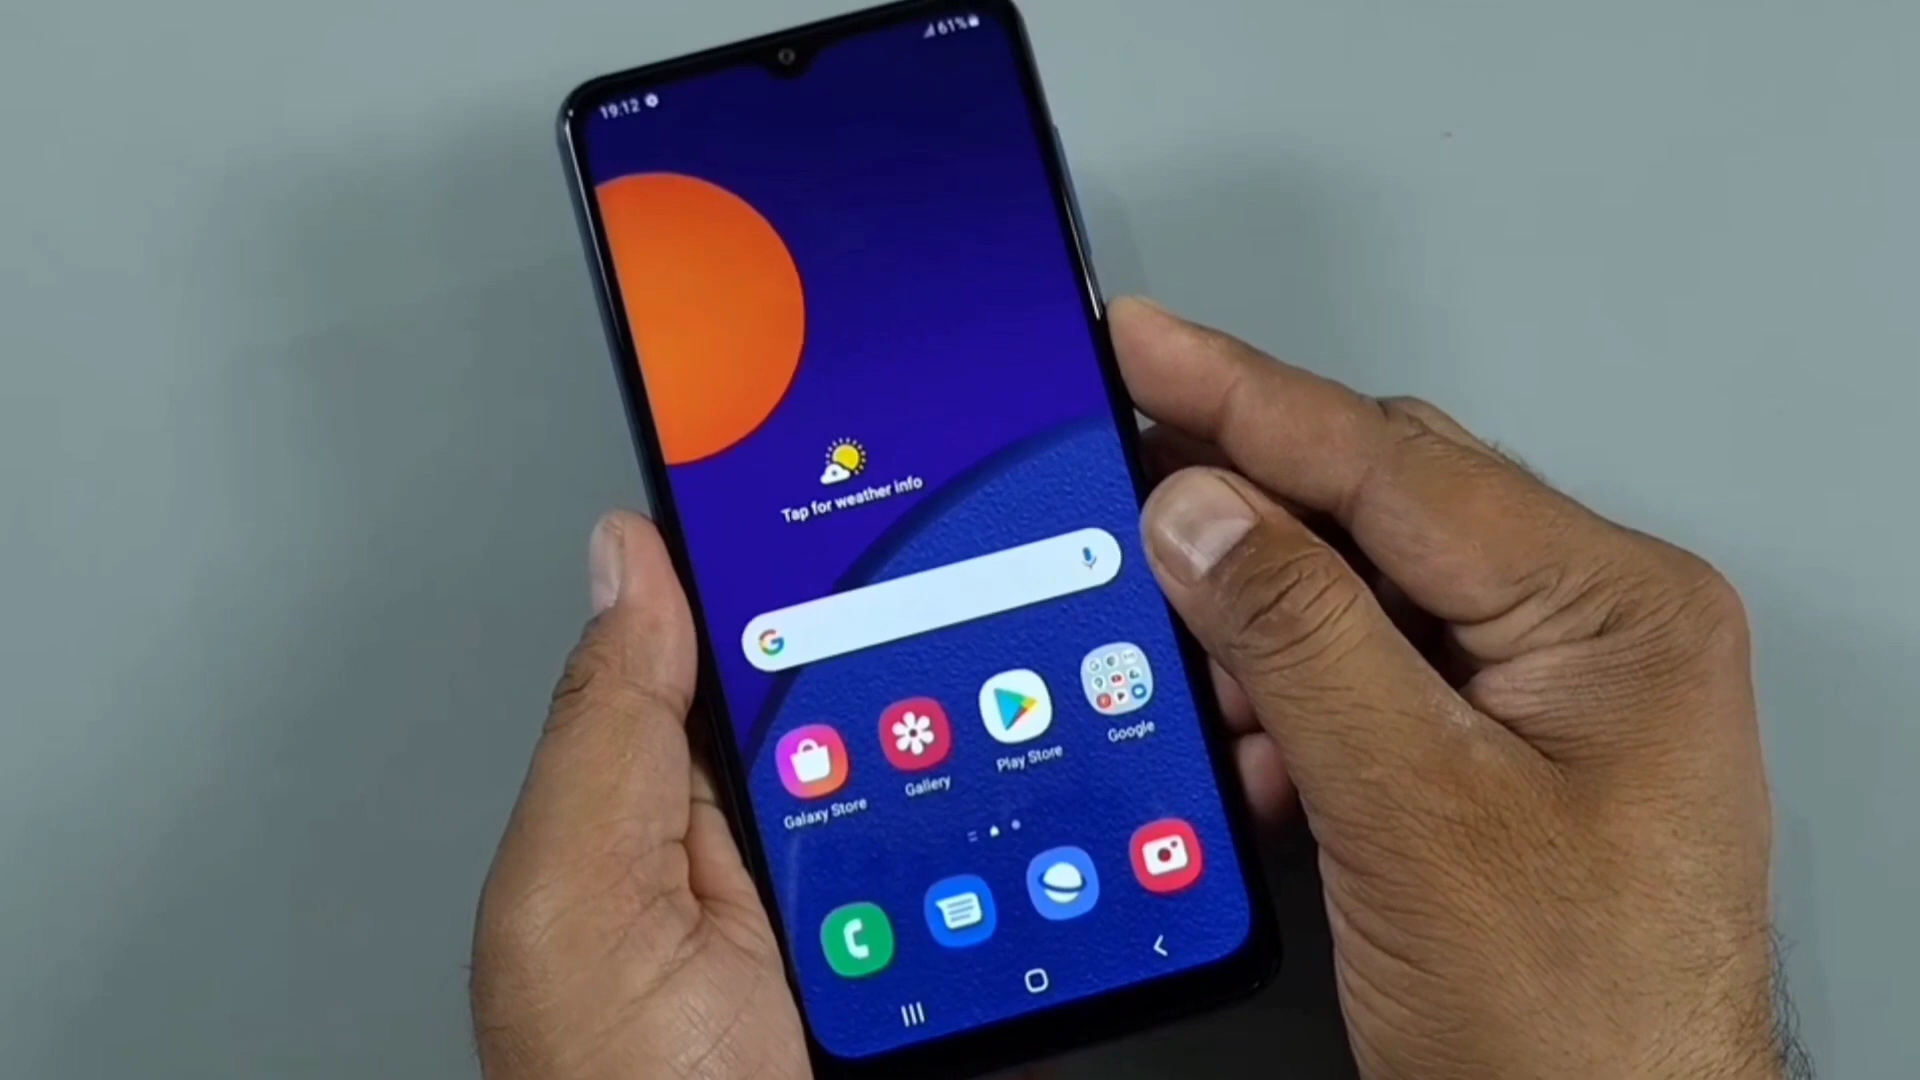 19:12
61%
Tap for weather info
G
Galaxy Store
Gallery
Play Store
Google